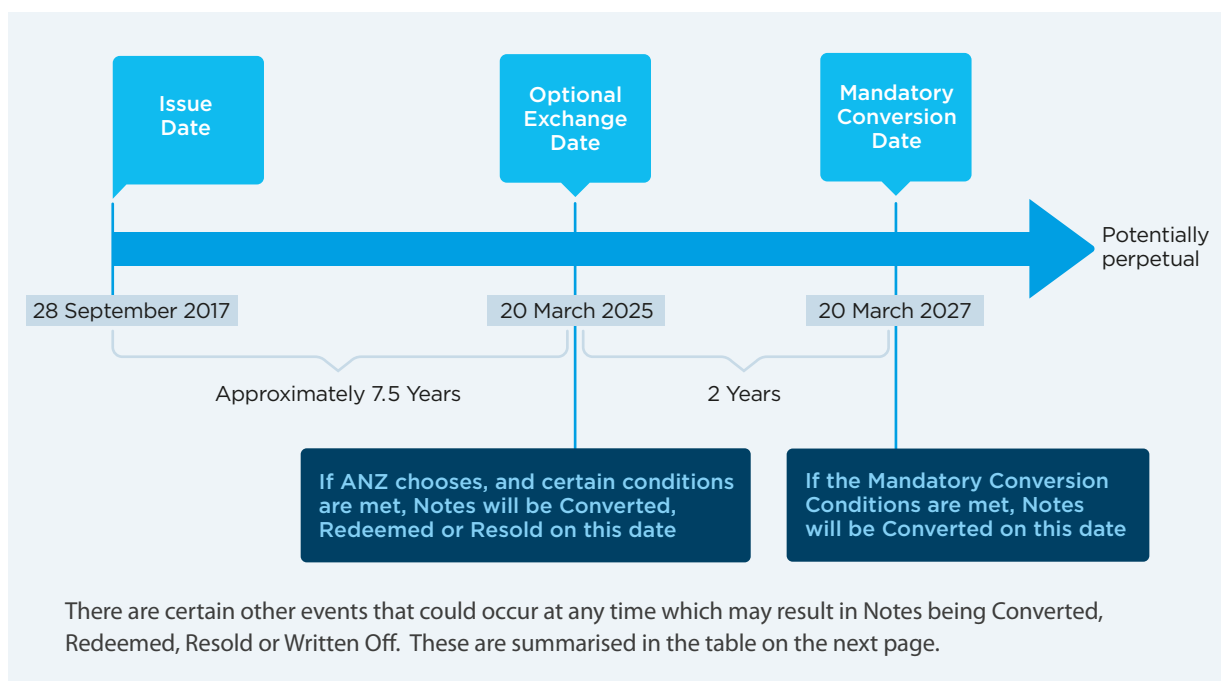 Issue
Date
Optional
Exchange
Date
Mandatory
Conversion
Date
Potentially
perpetual
28 September 2017
20 March 2025
20 March 2027
Approximately 7.5 Years
2 Years
If ANZ chooses, and certain conditions
are met, Notes will be Converted,
Redeemed or Resold on this date
If the Mandatory Conversion
Conditions are met, Notes
will be Converted on this date
There are certain other events that could occur at any time which may result in Notes being Converted,
Redeemed, Resold or Written Off.  These are summarised in the table on the next page.